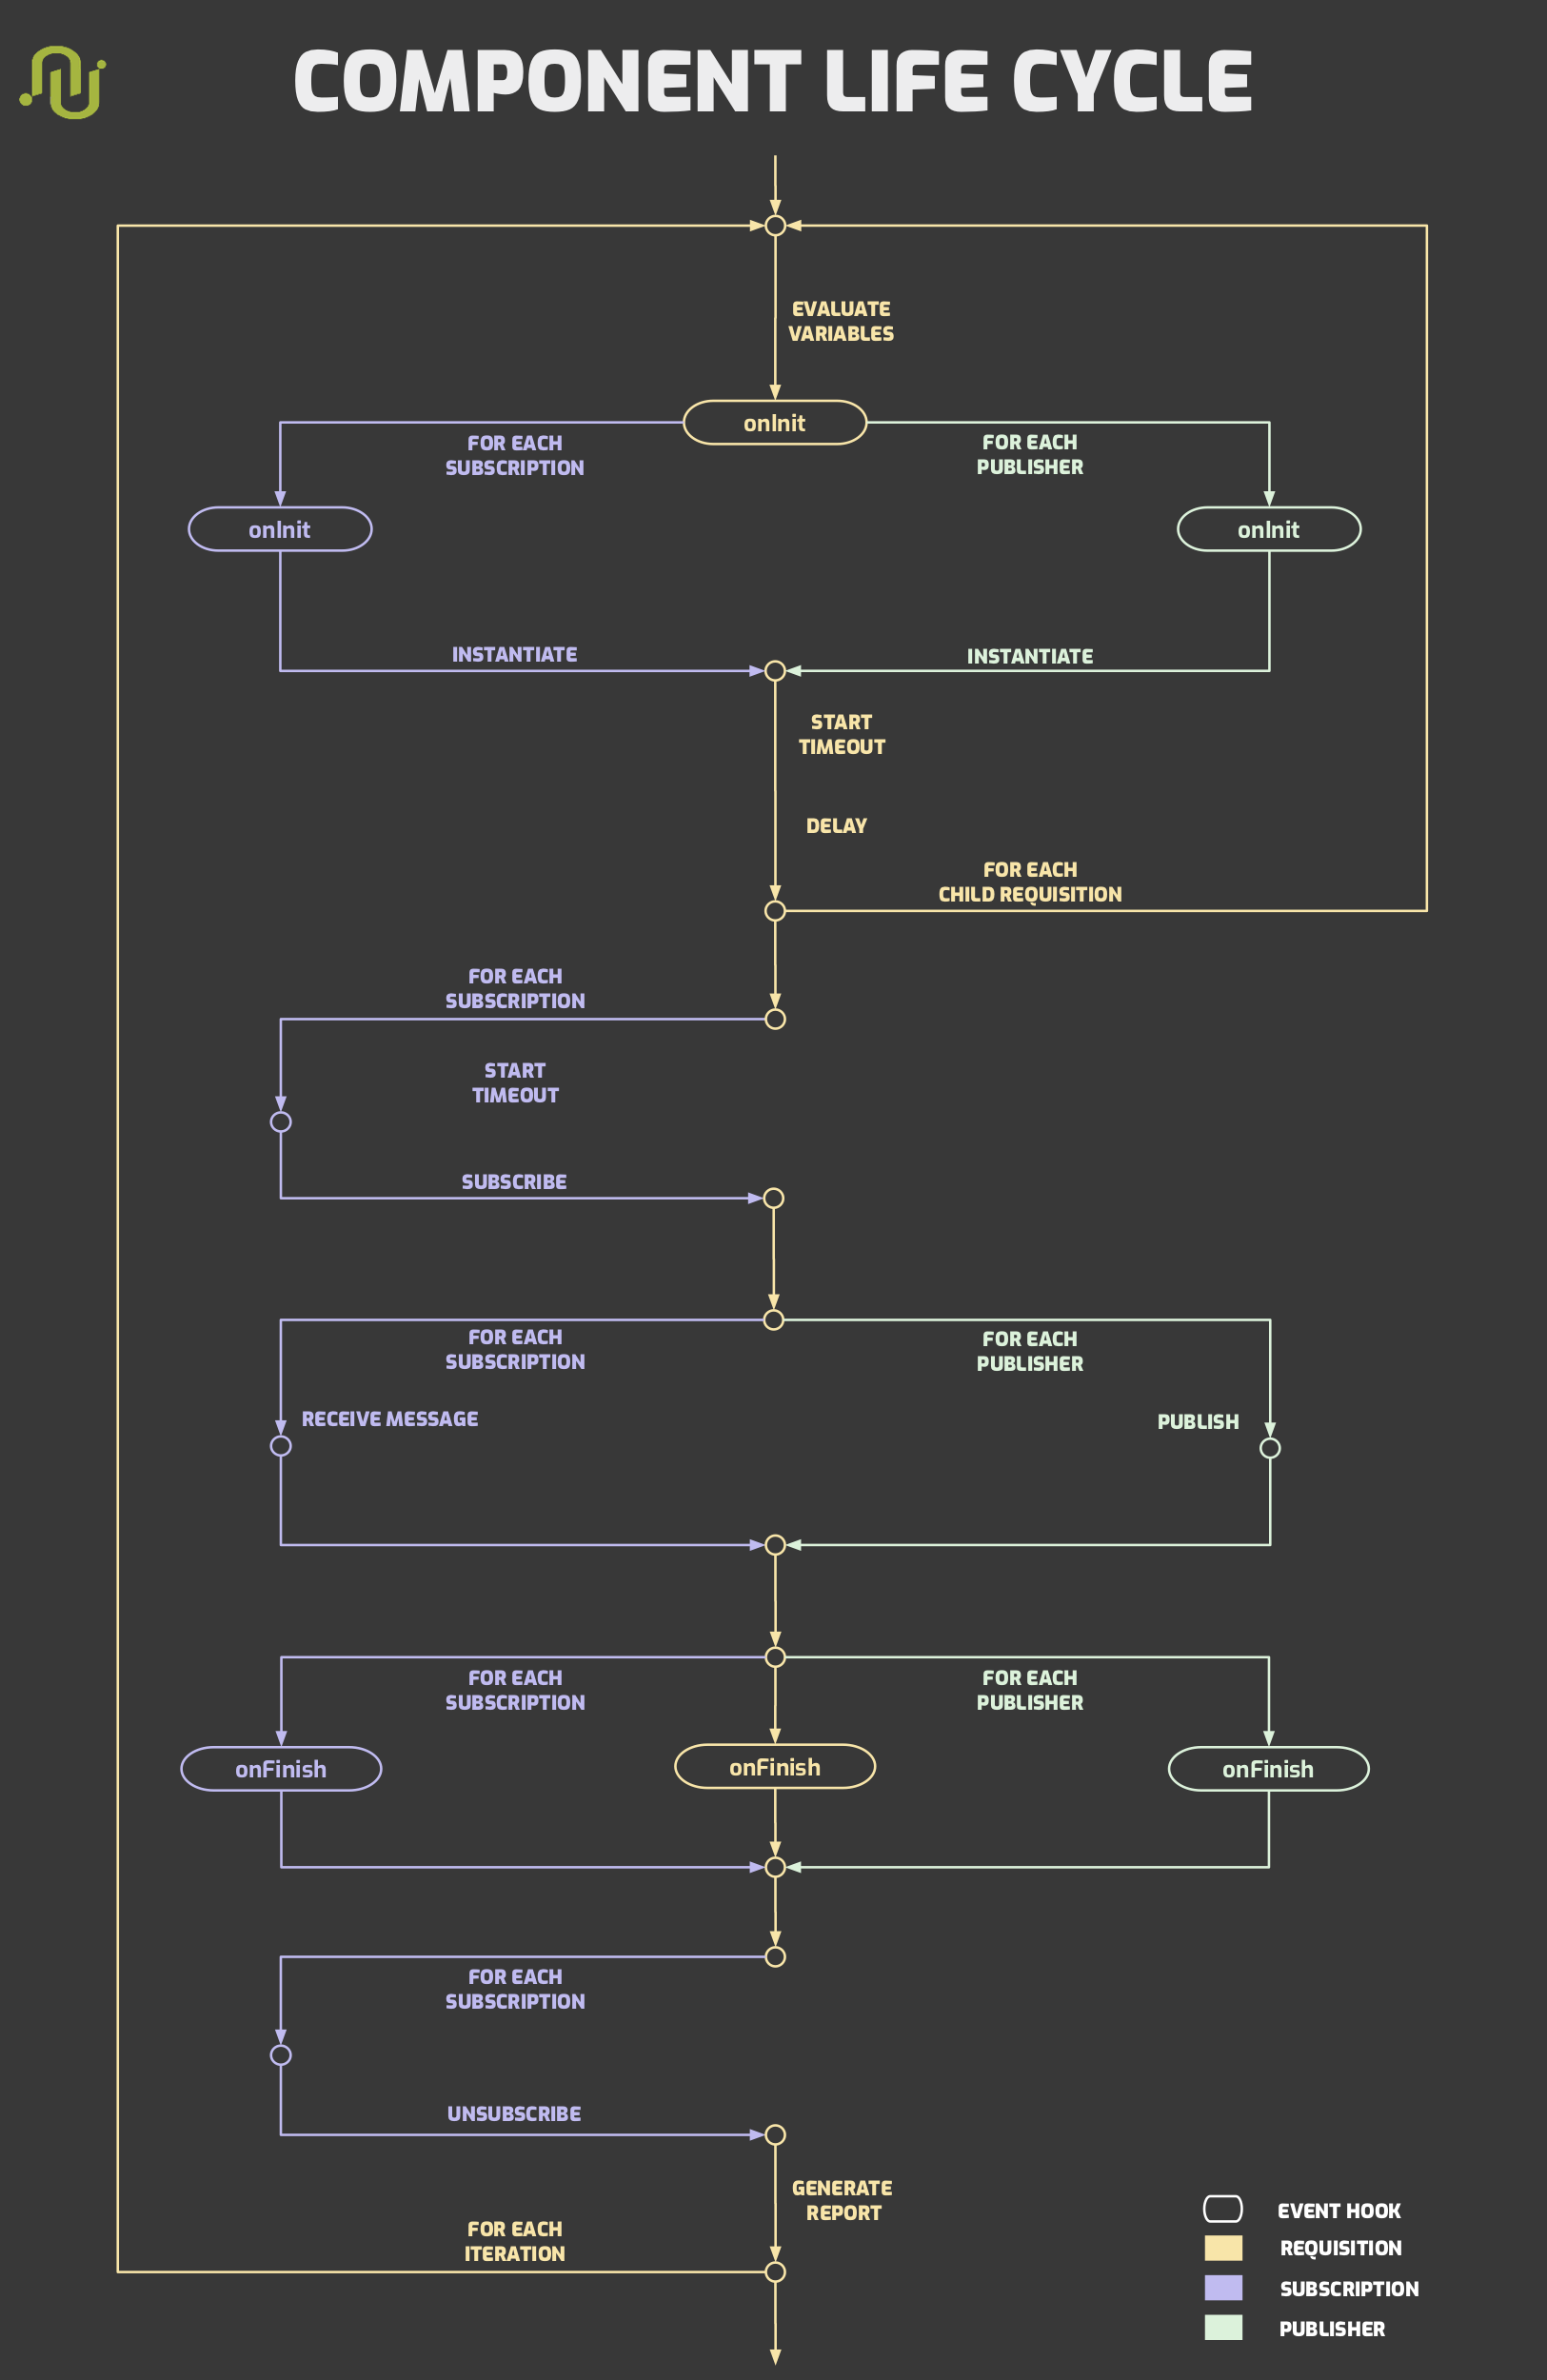 COMPONENT LIFE CYCLE
EVALUATE
VARIABLES
onInit
FOR EACH
SUBSCRIPTION
FOR EACH
PUBLISHER
onInit
onInit
INSTANTIATE
INSTANTIATE
START
TIMEOUT
DELAY
FOR EACH
CHILD REQUISITION
FOR EACH
SUBSCRIPTION
START
TIMEOUT
SUBSCRIBE
FOR EACH
SUBSCRIPTION
FOR EACH
PUBLISHER
RECEIVE MESSAGE
PUBLISH
FOR EACH
SUBSCRIPTION
FOR EACH
PUBLISHER
onFinish
onFinish
onFinish
FOR EACH
SUBSCRIPTION
UNSUBSCRIBE
GENERATE
REPORT
FOR EACH
ITERATION
EVENT HOOK
REQUISITION
SUBSCRIPTION
PUBLISHER